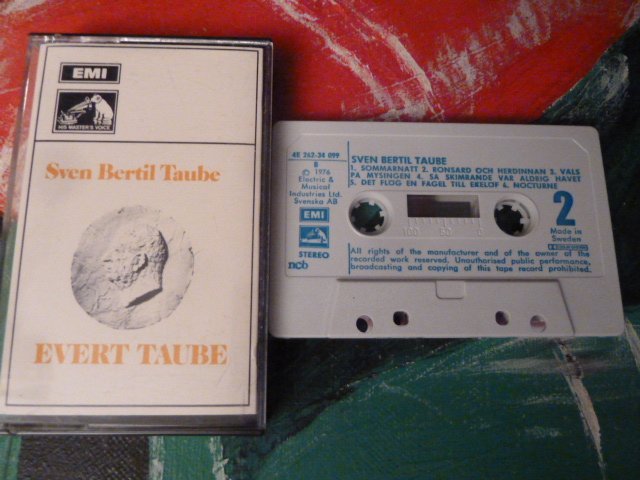 EMI
HIS MASTER'S VOICE
Sven Bertil Taube
EVERT TAUBE
4E 262-34 099
B
℗ 1976
Electric &
Musical
Industries Ltd.
Svenska AB
EMI
STEREO
ncb
SVEN BERTIL TAUBE
1. SOMMARNATT 2. RONSARD OCH HERDINNAN 3. VALS
PÅ MYSINGEN 4. SÅ SKIMRANDE VAR ALDRIG HAVET
5. DET FLÖG EN FÅGEL TILL EKELÖF 6. NOCTURNE
100 50 0
2
Made in
Sweden
All rights of the manufacturer and of the owner of the
recorded work reserved. Unauthorised public performance,
broadcasting and copying of this tape record prohibited.